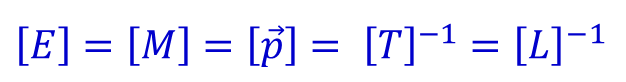 [E] = [M] = [p⃗] = [T]⁻¹ = [L]⁻¹